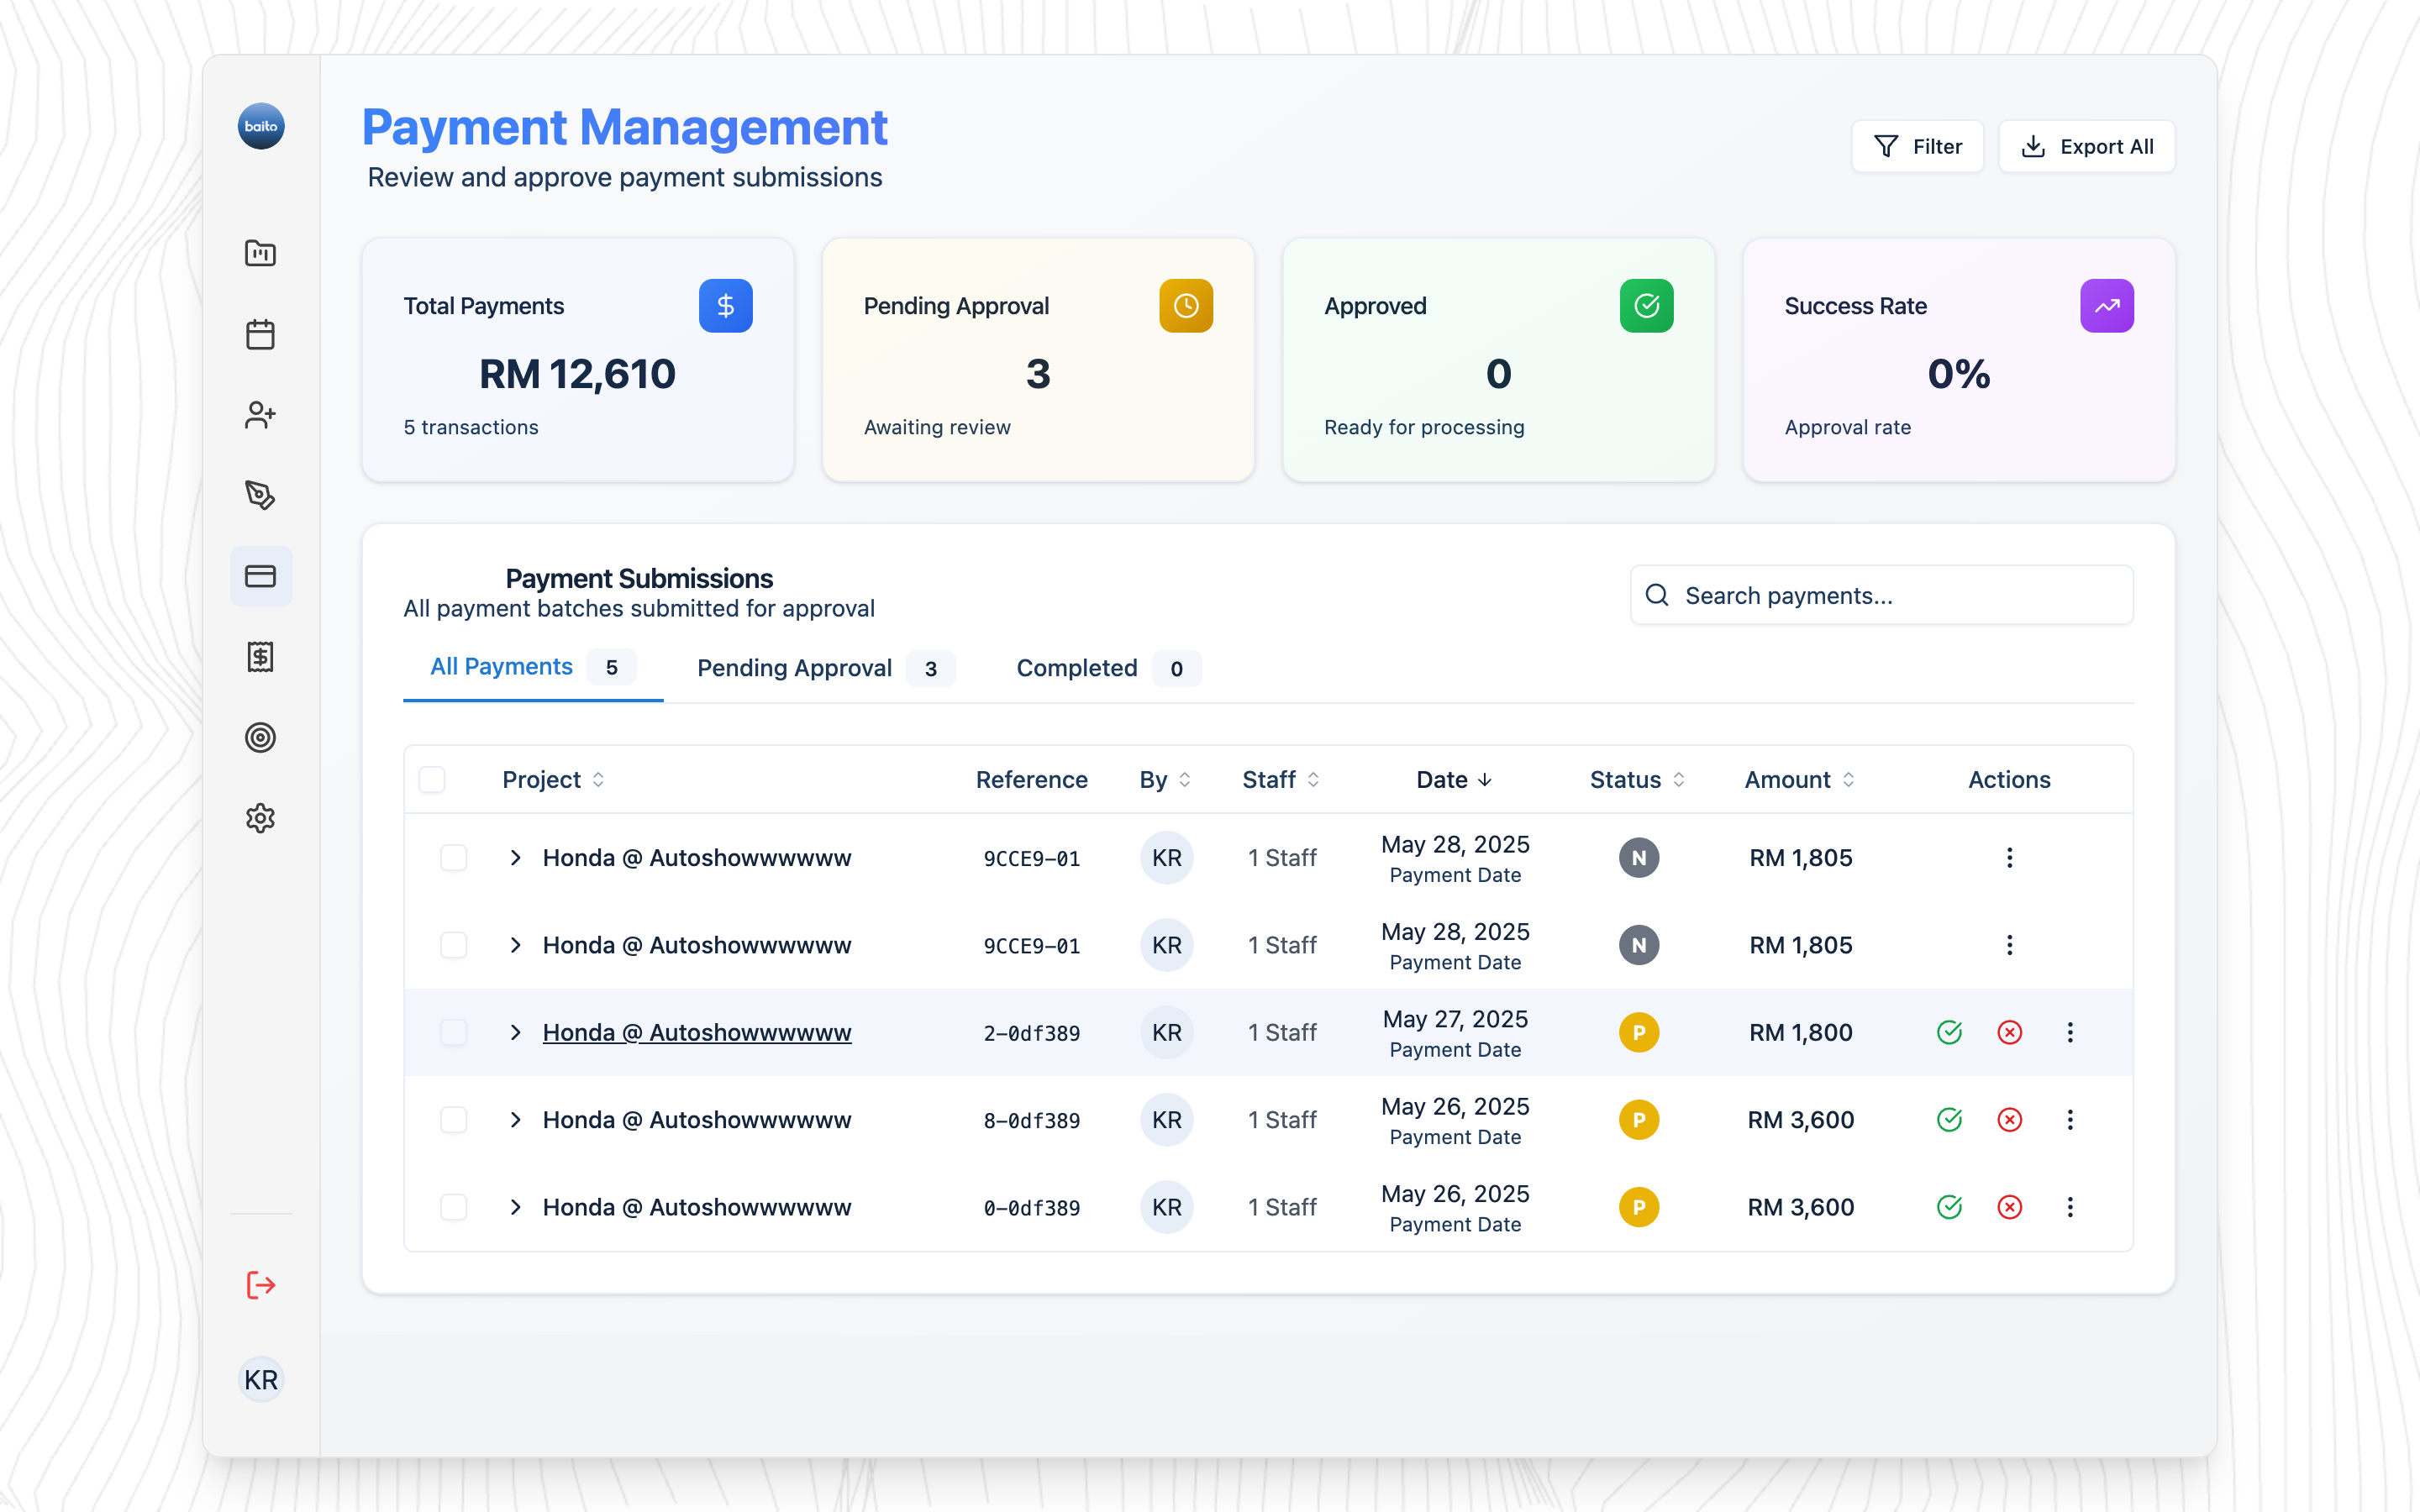 baito
Payment Management
Review and approve payment submissions
Filter
Export All
Total Payments
RM 12,610
5 transactions
Pending Approval
3
Awaiting review
Approved
0
Ready for processing
Success Rate
0%
Approval rate
Payment Submissions
All payment batches submitted for approval
Search payments...
All Payments 5 Pending Approval 3 Completed 0
Project Reference By Staff Date Status Amount Actions
Honda @ Autoshowwwwww 9CCE9-01 KR 1 Staff May 28, 2025 N RM 1,805
Payment Date
Honda @ Autoshowwwwww 9CCE9-01 KR 1 Staff May 28, 2025 N RM 1,805
Payment Date
Honda @ Autoshowwwwww 2-0df389 KR 1 Staff May 27, 2025 P RM 1,800
Payment Date
Honda @ Autoshowwwwww 8-0df389 KR 1 Staff May 26, 2025 P RM 3,600
Payment Date
Honda @ Autoshowwwwww 0-0df389 KR 1 Staff May 26, 2025 P RM 3,600
Payment Date
KR